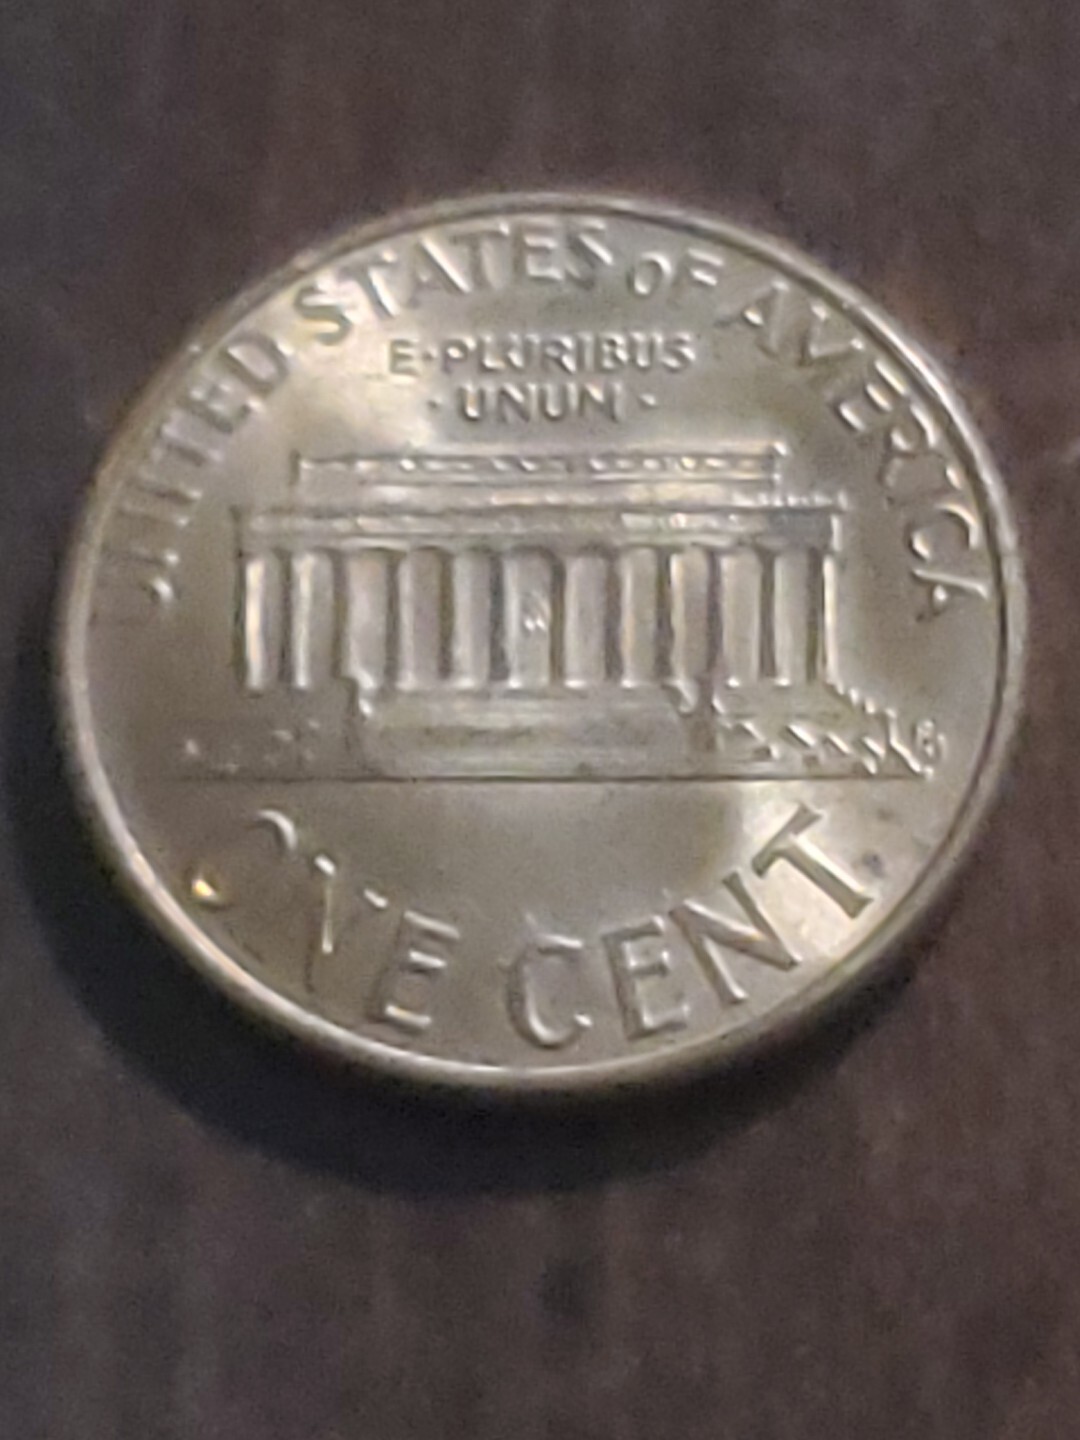 UNITED STATES OF AMERICA
E·PLURIBUS
·UNUM·
ONE CENT